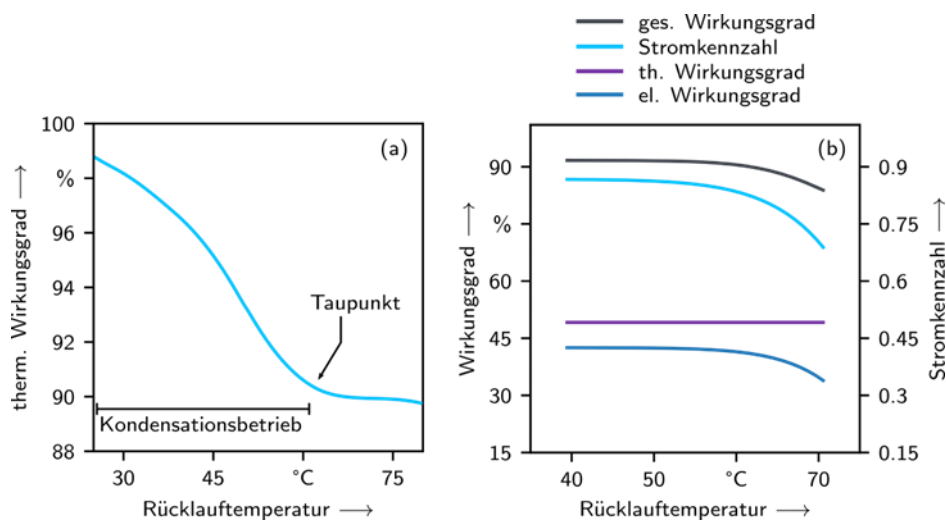 ges. Wirkungsgrad
Stromkennzahl
th. Wirkungsgrad
el. Wirkungsgrad
therm. Wirkungsgrad ⟶
100
%
96
94
92
90
88
(a)
Taupunkt
Kondensationsbetrieb
30
45
°C
75
Rücklauftemperatur ⟶
Wirkungsgrad ⟶
90
%
60
45
30
15
(b)
0.9
0.75
0.6
0.45
0.3
0.15
Stromkennzahl ⟶
40
50
°C
70
Rücklauftemperatur ⟶